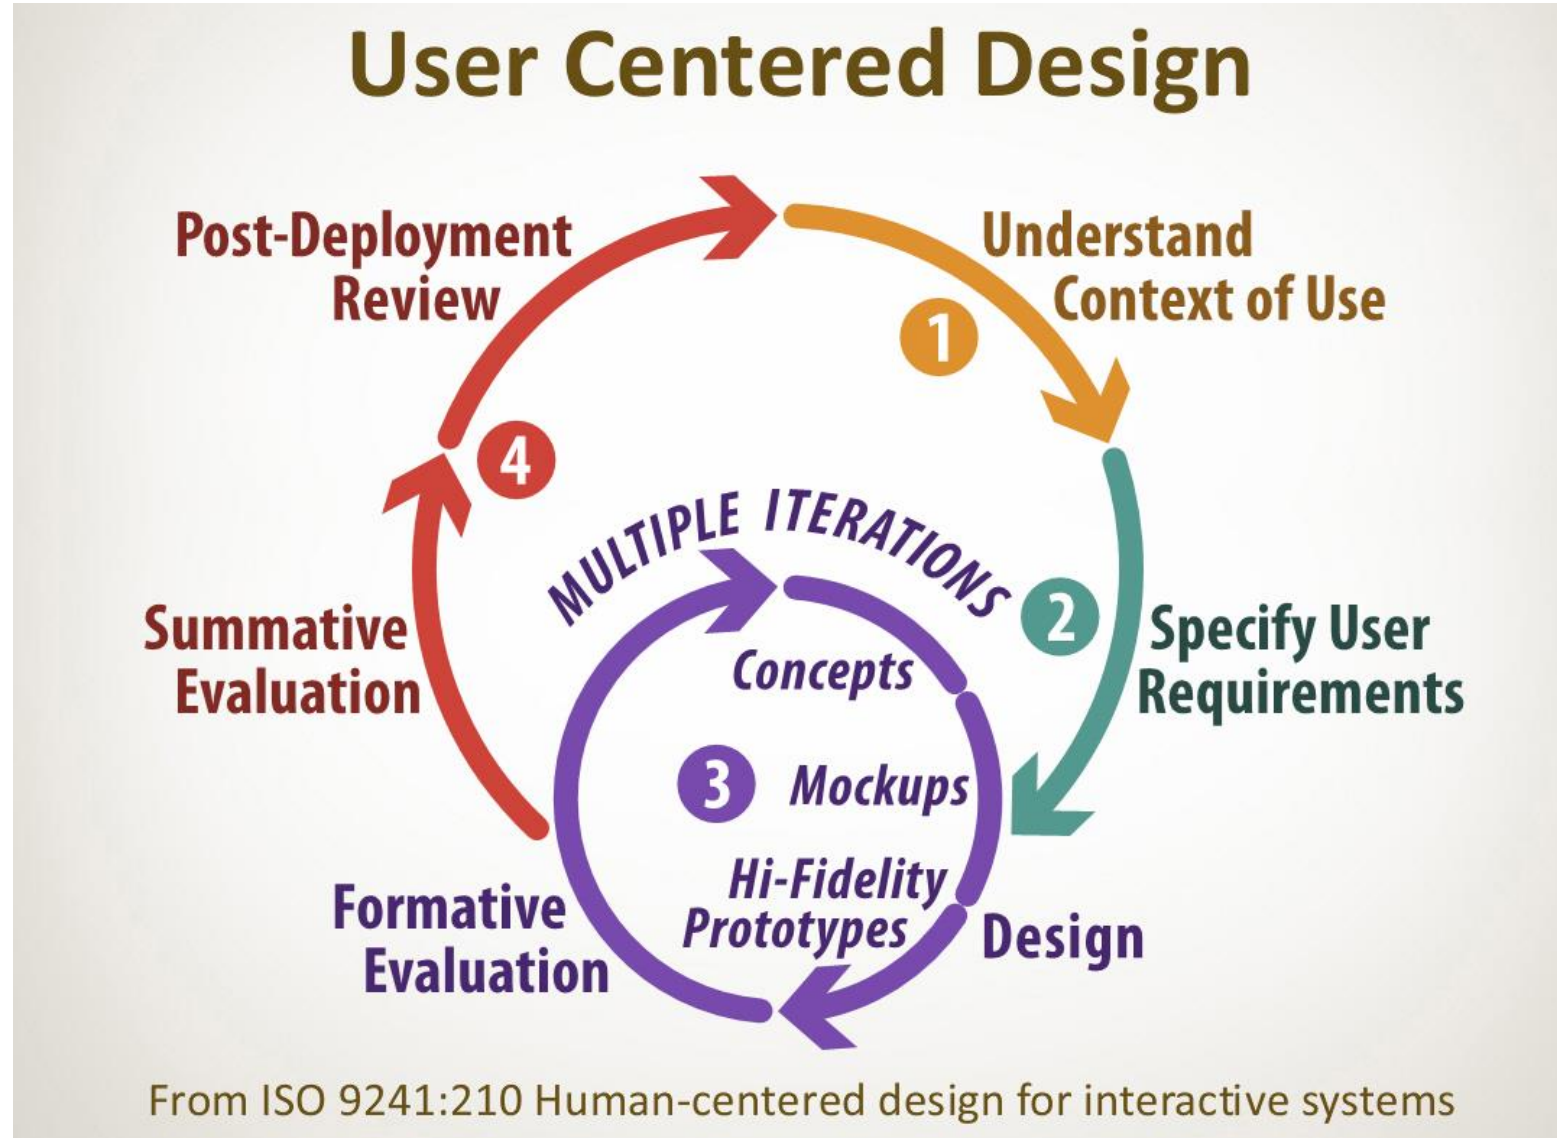 User Centered Design
Post-Deployment
Review
Understand
Context of Use
1
4
MULTIPLE ITERATIONS
2
Specify User
Requirements
Summative
Evaluation
Concepts
3
Mockups
Hi-Fidelity
Prototypes
Design
Formative
Evaluation
From ISO 9241:210 Human-centered design for interactive systems